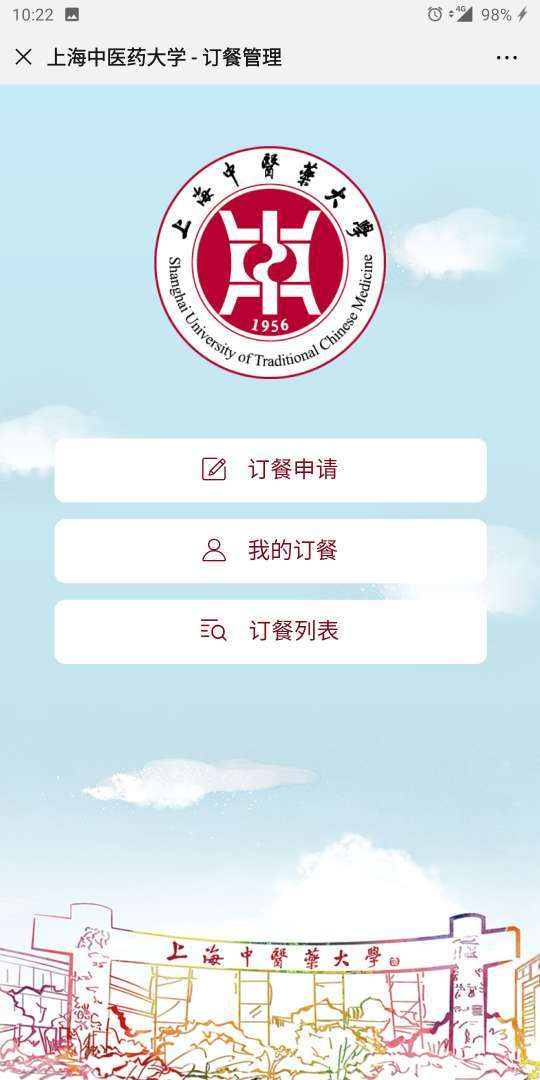 10:22
4G
98%
上海中医药大学 - 订餐管理
上海中醫藥大學
1956
Shanghai University of Traditional Chinese Medicine
订餐申请
我的订餐
订餐列表
上海中醫藥大學